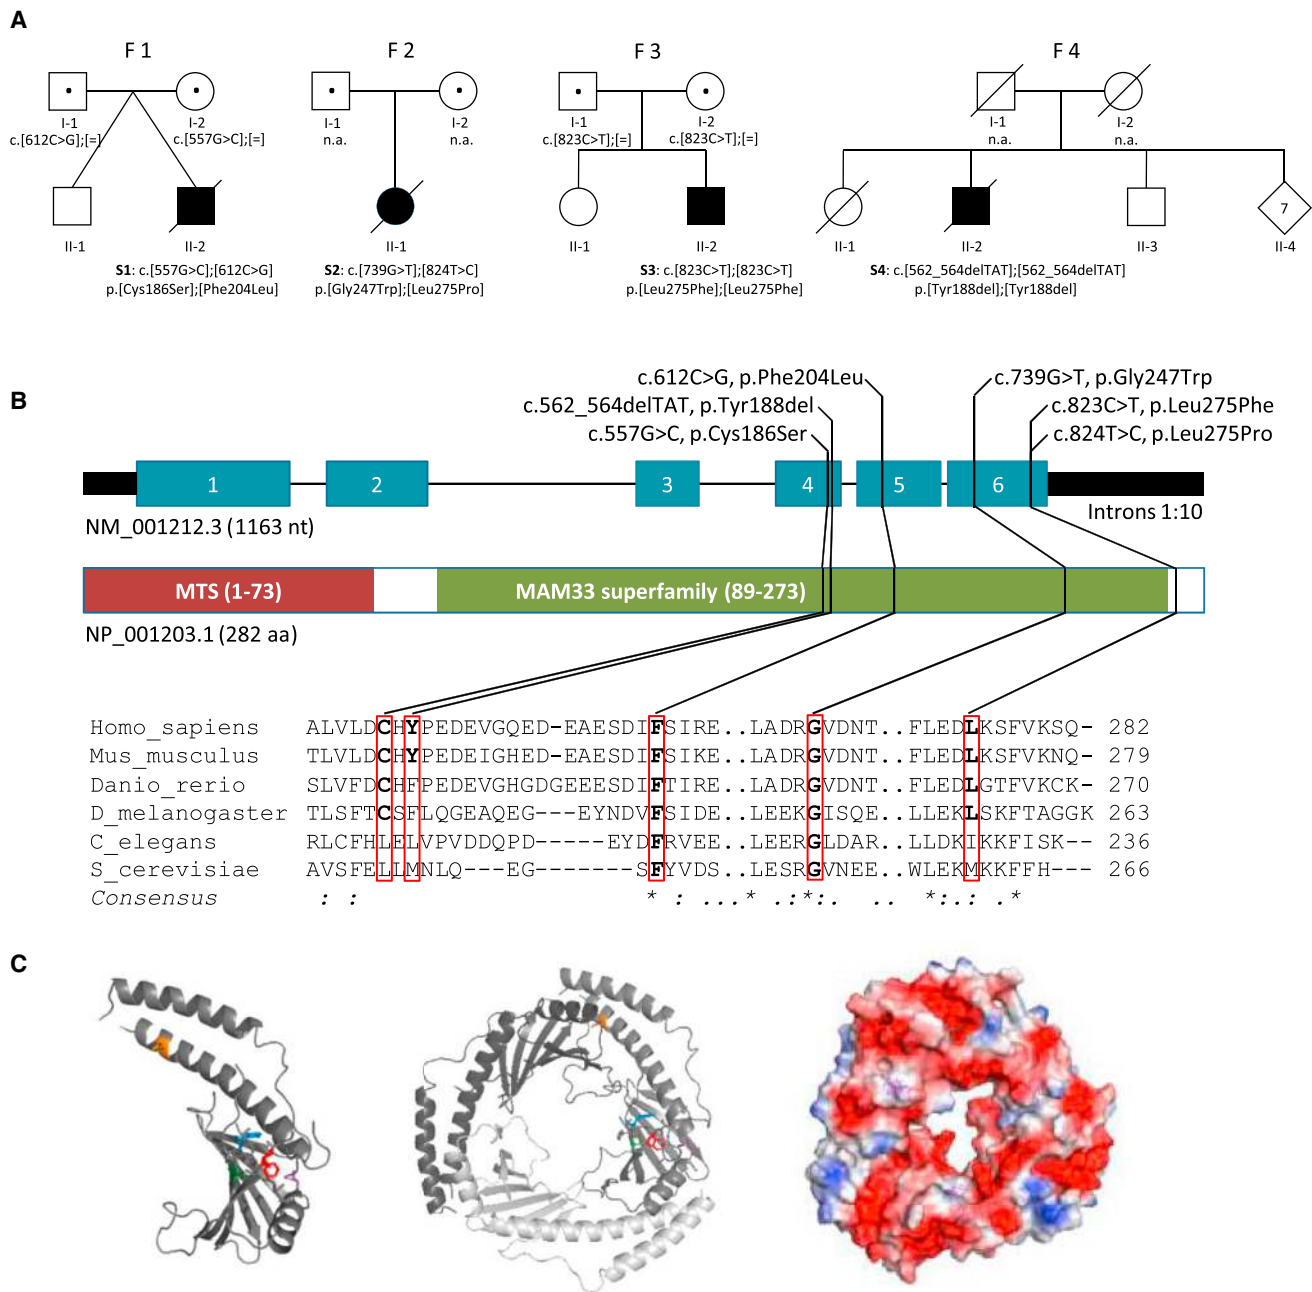 A
F 1
F 2
F 3
F 4
I-1
I-2
I-1
I-2
I-1
I-2
I-1
I-2
c.[612C>G];[=]
c.[557G>C];[=]
n.a.
n.a.
c.[823C>T];[=]
c.[823C>T];[=]
n.a.
n.a.
7
II-1
II-2
II-1
II-1
II-2
II-1
II-2
II-3
II-4
S1: c.[557G>C];[612C>G]
p.[Cys186Ser];[Phe204Leu]
S2: c.[739G>T];[824T>C]
p.[Gly247Trp];[Leu275Pro]
S3: c.[823C>T];[823C>T]
p.[Leu275Phe];[Leu275Phe]
S4: c.[562_564delTAT];[562_564delTAT]
p.[Tyr188del];[Tyr188del]
B
c.612C>G, p.Phe204Leu
c.562_564delTAT, p.Tyr188del
c.557G>C, p.Cys186Ser
c.739G>T, p.Gly247Trp
c.823C>T, p.Leu275Phe
c.824T>C, p.Leu275Pro
1 2 3 4 5 6
NM_001212.3 (1163 nt)
Introns 1:10
MTS (1-73)
MAM33 superfamily (89-273)
NP_001203.1 (282 aa)
Homo_sapiens ALVLDCHYPEDEVGQED-EAESDIFSIRE..LADRGVDNT..FLEDLKSFVKSQ- 282
Mus_musculus TLVLDCHYPEDEIGHED-EAESDIFSIKE..LADRGVDNT..FLEDLKSFVKNQ- 279
Danio_rerio SLVFDCHFPEDEVGHGDGEEESDIFTIRE..LADRGVDNT..FLEDLGTFVKCK- 270
D_melanogaster TLSFTCSFLQGEAQEG---EYNDVFSIDE..LEEKGISQE..LLEKLSKFTAGGK 263
C_elegans RLCFHLELVPVDDQPD-----EYDFRVEE..LEERGLDAR..LLDKIKKFISK-- 236
S_cerevisiae AVSFELLMNLQ---EG-------SFYVDS..LESRGVNEE..WLEKMKKFFH--- 266
Consensus : : * : ...* .:*:. .. *:.: .*
C